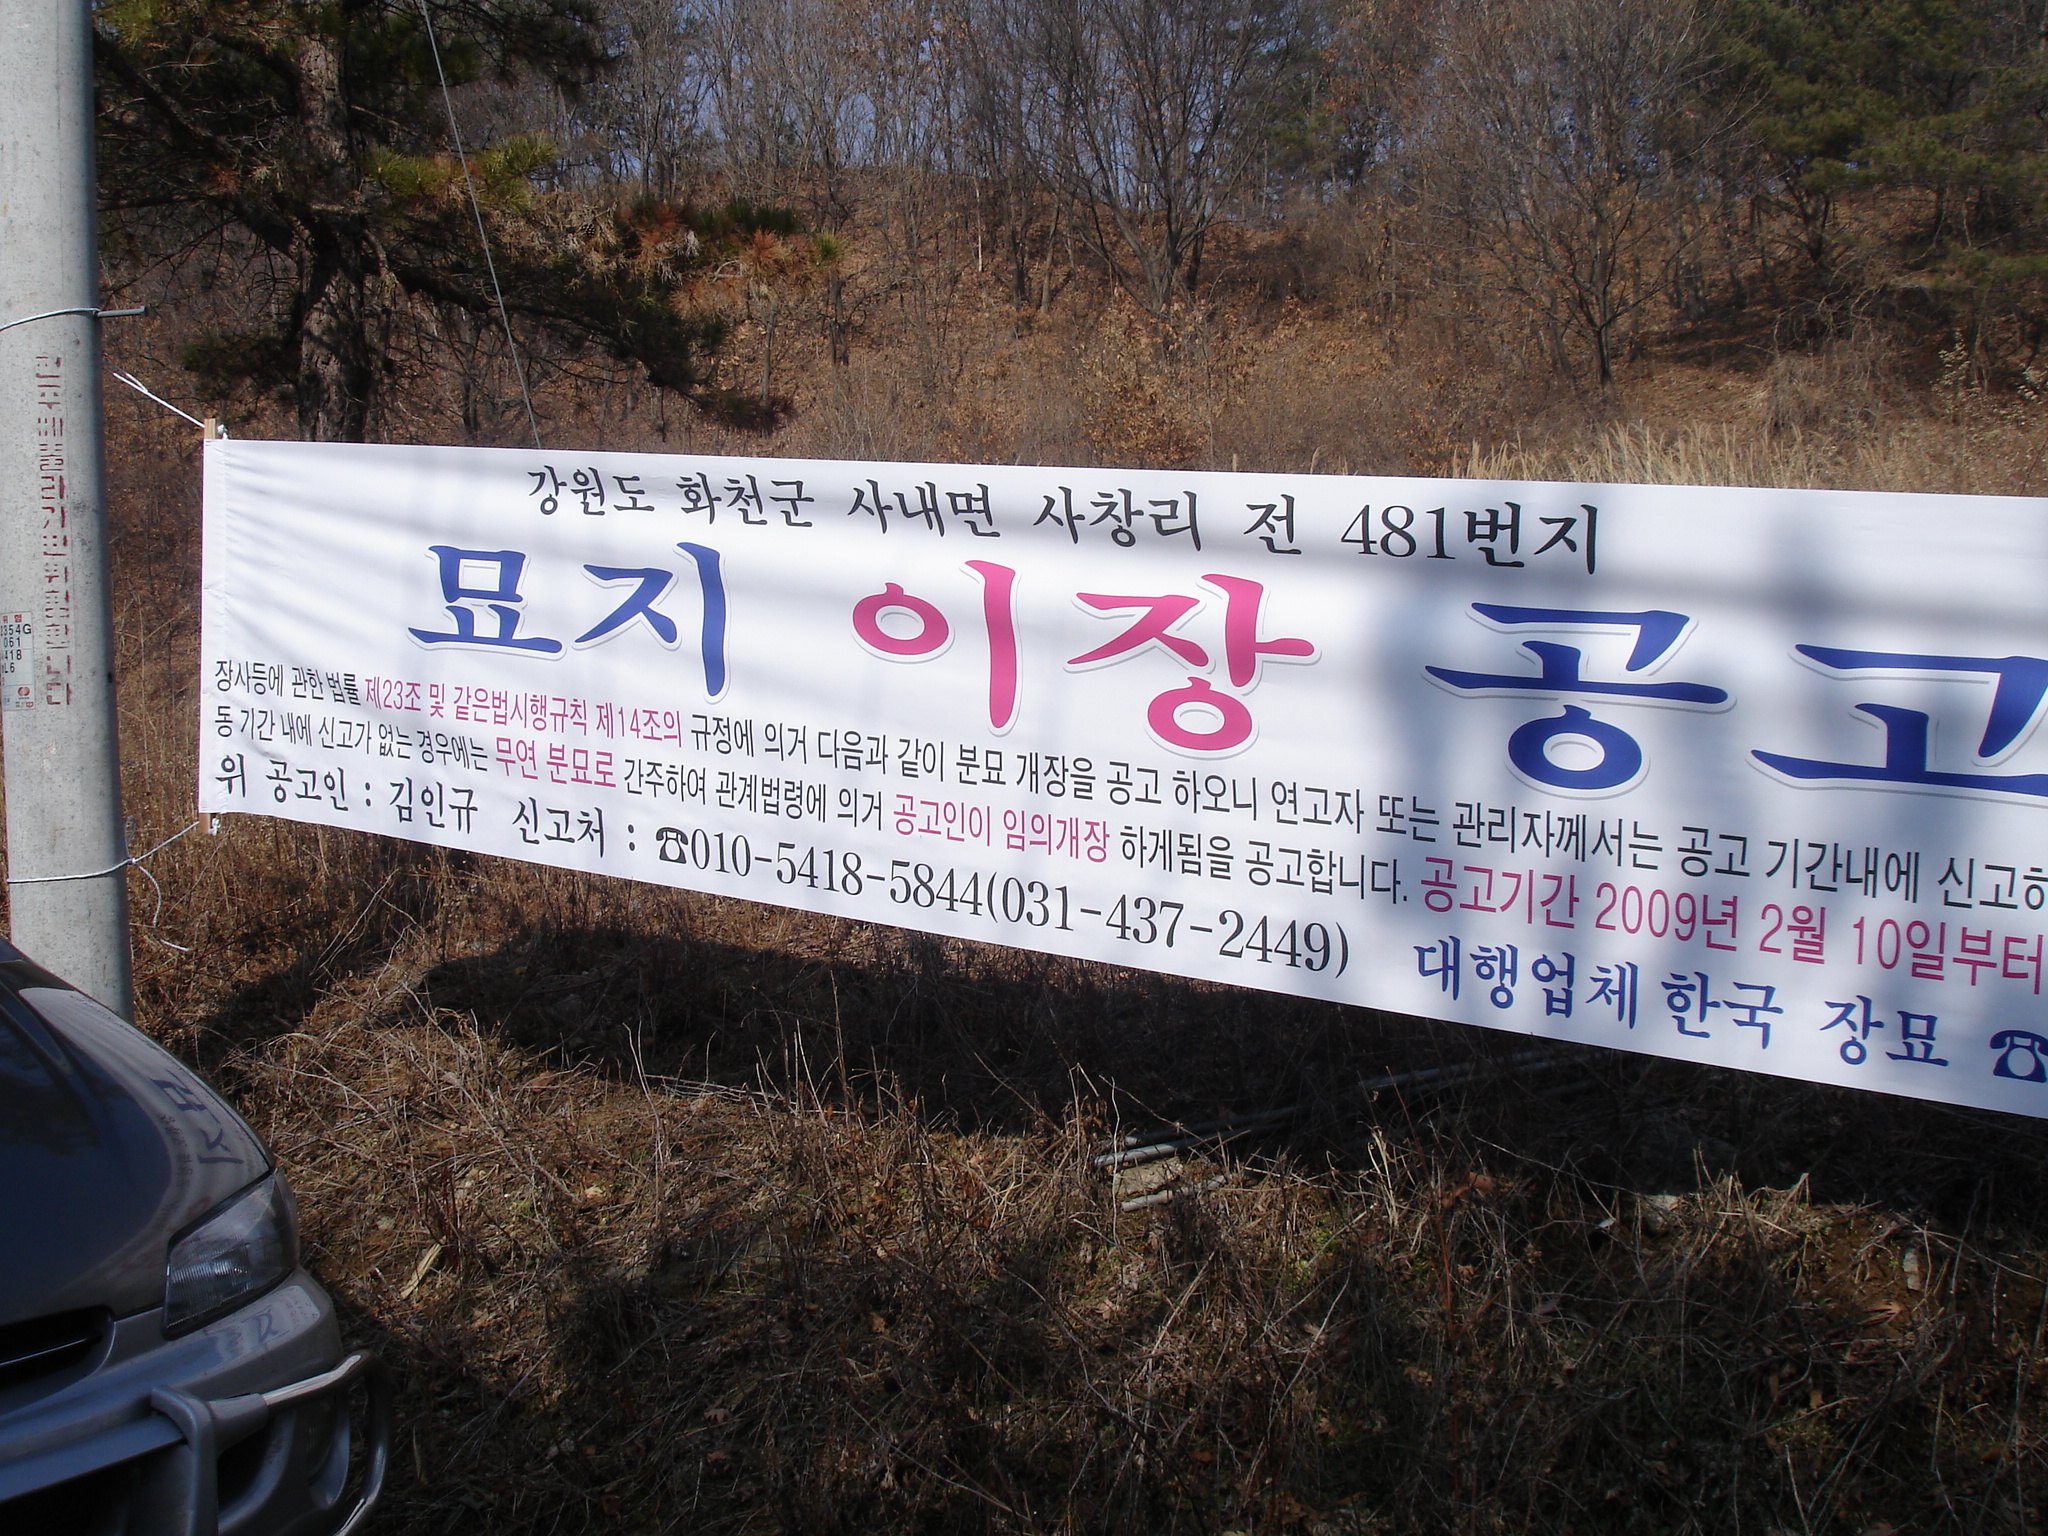 강원도 화천군 사내면 사창리 전 481번지
묘지 이장 공고
장사등에 관한 법률 제23조 및 같은법시행규칙 제14조의 규정에 의거 다음과 같이 분묘 개장을 공고 하오니 연고자 또는 관리자께서는 공고 기간내에 신고하
동 기간 내에 신고가 없는 경우에는 무연 분묘로 간주하여 관계법령에 의거 공고인이 임의개장 하게됨을 공고합니다. 공고기간 2009년 2월 10일부터
위 공고인 : 김인규 신고처 : ☎010-5418-5844(031-437-2449) 대행업체 한국 장묘 ☎
위 험
2354G
061
418